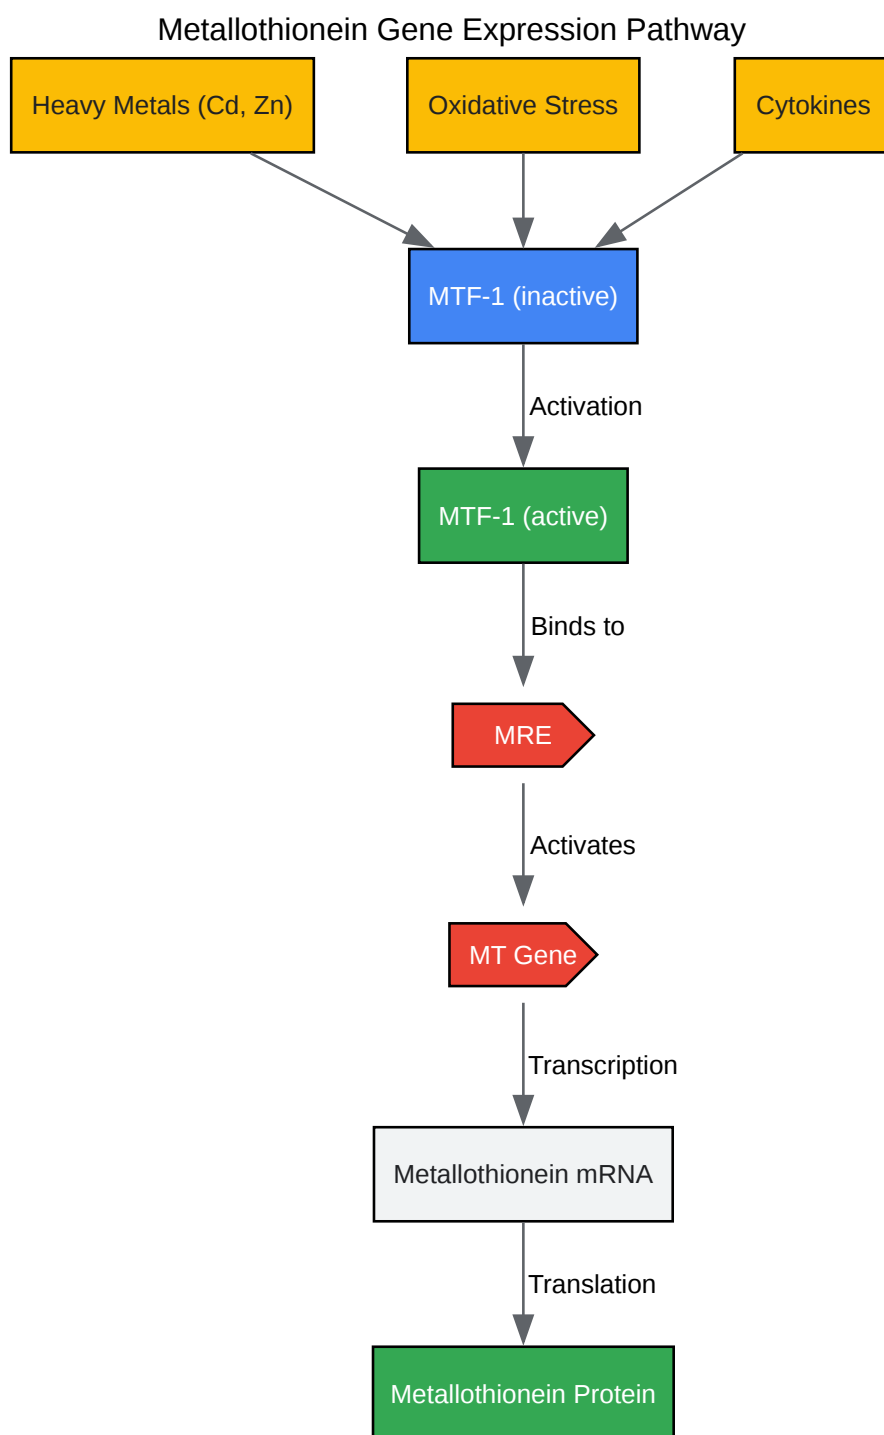 Metallothionein Gene Expression Pathway
Heavy Metals (Cd, Zn)
Oxidative Stress
Cytokines
MTF-1 (inactive)
Activation
MTF-1 (active)
Binds to
MRE
Activates
MT Gene
Transcription
Metallothionein mRNA
Translation
Metallothionein Protein